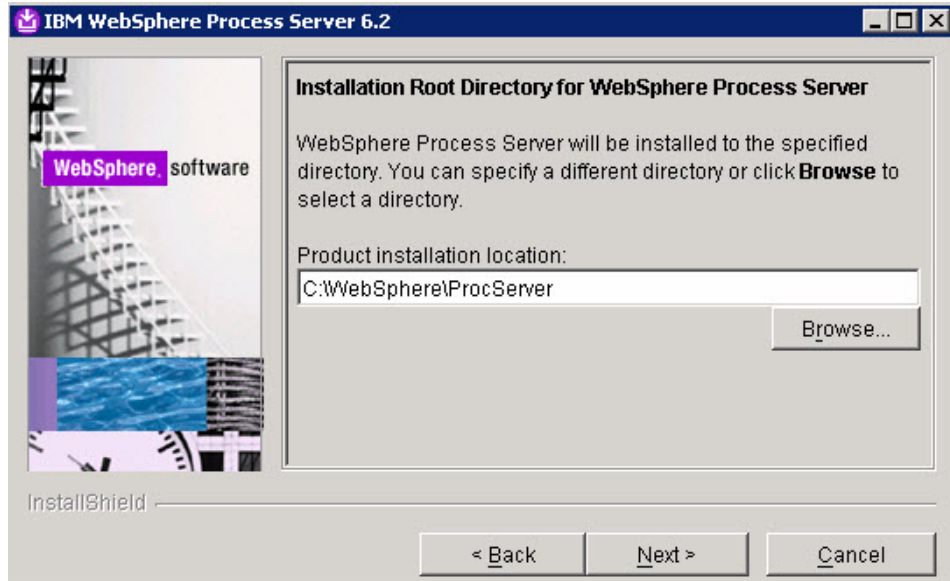 IBM WebSphere Process Server 6.2
WebSphere. software
Installation Root Directory for WebSphere Process Server
WebSphere Process Server will be installed to the specified
directory. You can specify a different directory or click Browse to
select a directory.
Product installation location:
C:\WebSphere\ProcServer
Browse...
InstallShield
< Back
Next >
Cancel